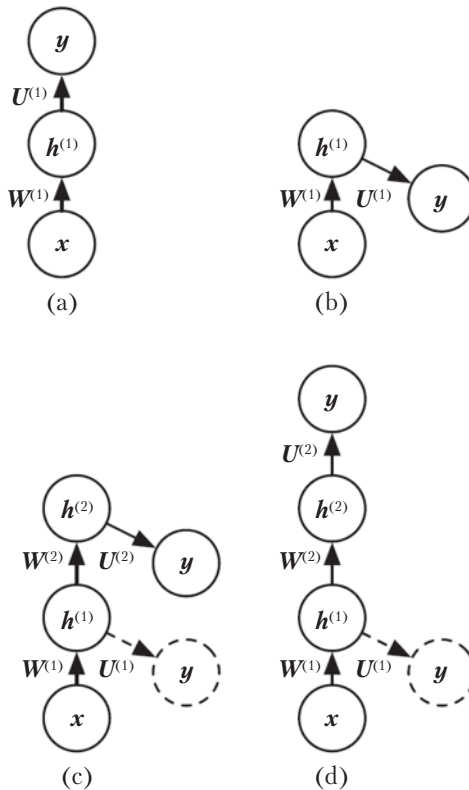 y
U(1)
h(1)
W(1)
x
(a)
h(1)
W(1) U(1)
y
x
(b)
h(2)
W(2) U(2)
y
h(1)
W(1) U(1)
y
x
(c)
y
U(2)
h(2)
W(2)
h(1)
W(1) U(1)
y
x
(d)